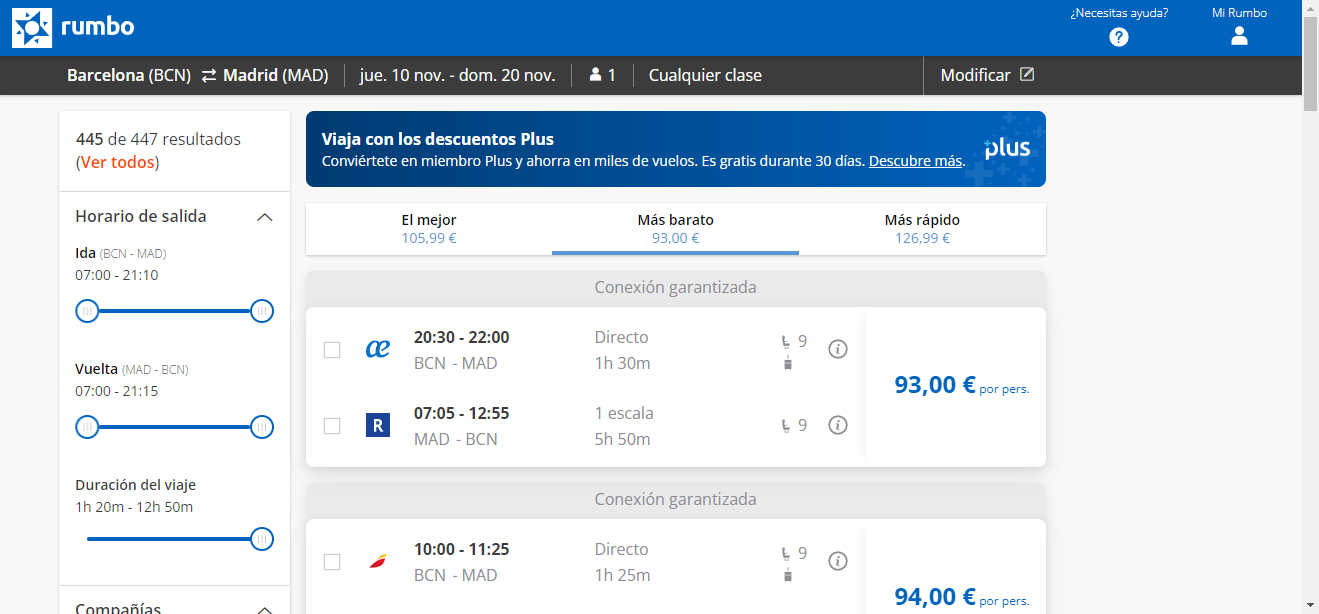 rumbo
¿Necesitas ayuda?
?
Mi Rumbo
Barcelona (BCN) Madrid (MAD)
jue. 10 nov. - dom. 20 nov.
1
Cualquier clase
Modificar
445 de 447 resultados
(Ver todos)
Horario de salida
Ida (BCN - MAD)
07:00 - 21:10
Vuelta (MAD - BCN)
07:00 - 21:15
Duración del viaje
1h 20m - 12h 50m
Compañías
Viaja con los descuentos Plus
Conviértete en miembro Plus y ahorra en miles de vuelos. Es gratis durante 30 días. Descubre más.
plus
El mejor
105,99 €
Más barato
93,00 €
Más rápido
126,99 €
Conexión garantizada
æ
20:30 - 22:00
BCN - MAD
Directo
1h 30m
9
i
R
07:05 - 12:55
MAD - BCN
1 escala
5h 50m
9
i
93,00 € por pers.
Conexión garantizada
10:00 - 11:25
BCN - MAD
Directo
1h 25m
9
i
94,00 € por pers.